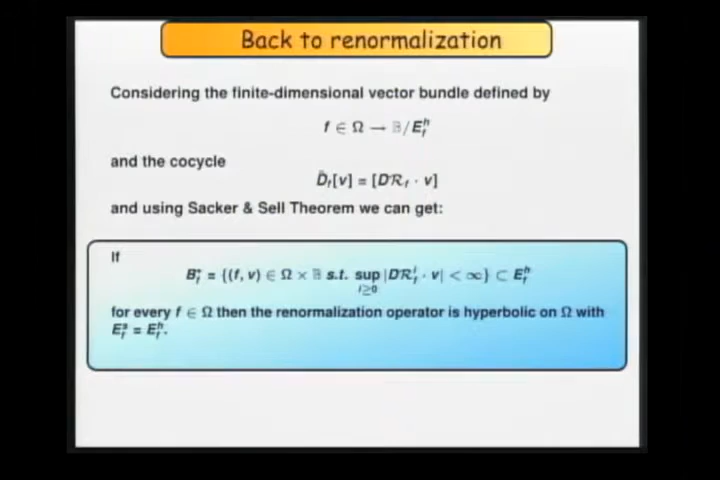 Back to renormalization
Considering the finite-dimensional vector bundle defined by
f ∈ Ω → 𝔹/E_f^h
and the cocycle
D̂_f[v] = [Dℛ_f · v]
and using Sacker & Sell Theorem we can get:
If
B_f^+ = {(f, v) ∈ Ω × 𝔹 s.t. sup_{i≥0} |Dℛ_f^i · v| < ∞} ⊂ E_f^h
for every f ∈ Ω then the renormalization operator is hyperbolic on Ω with
E_f^s = E_f^h.